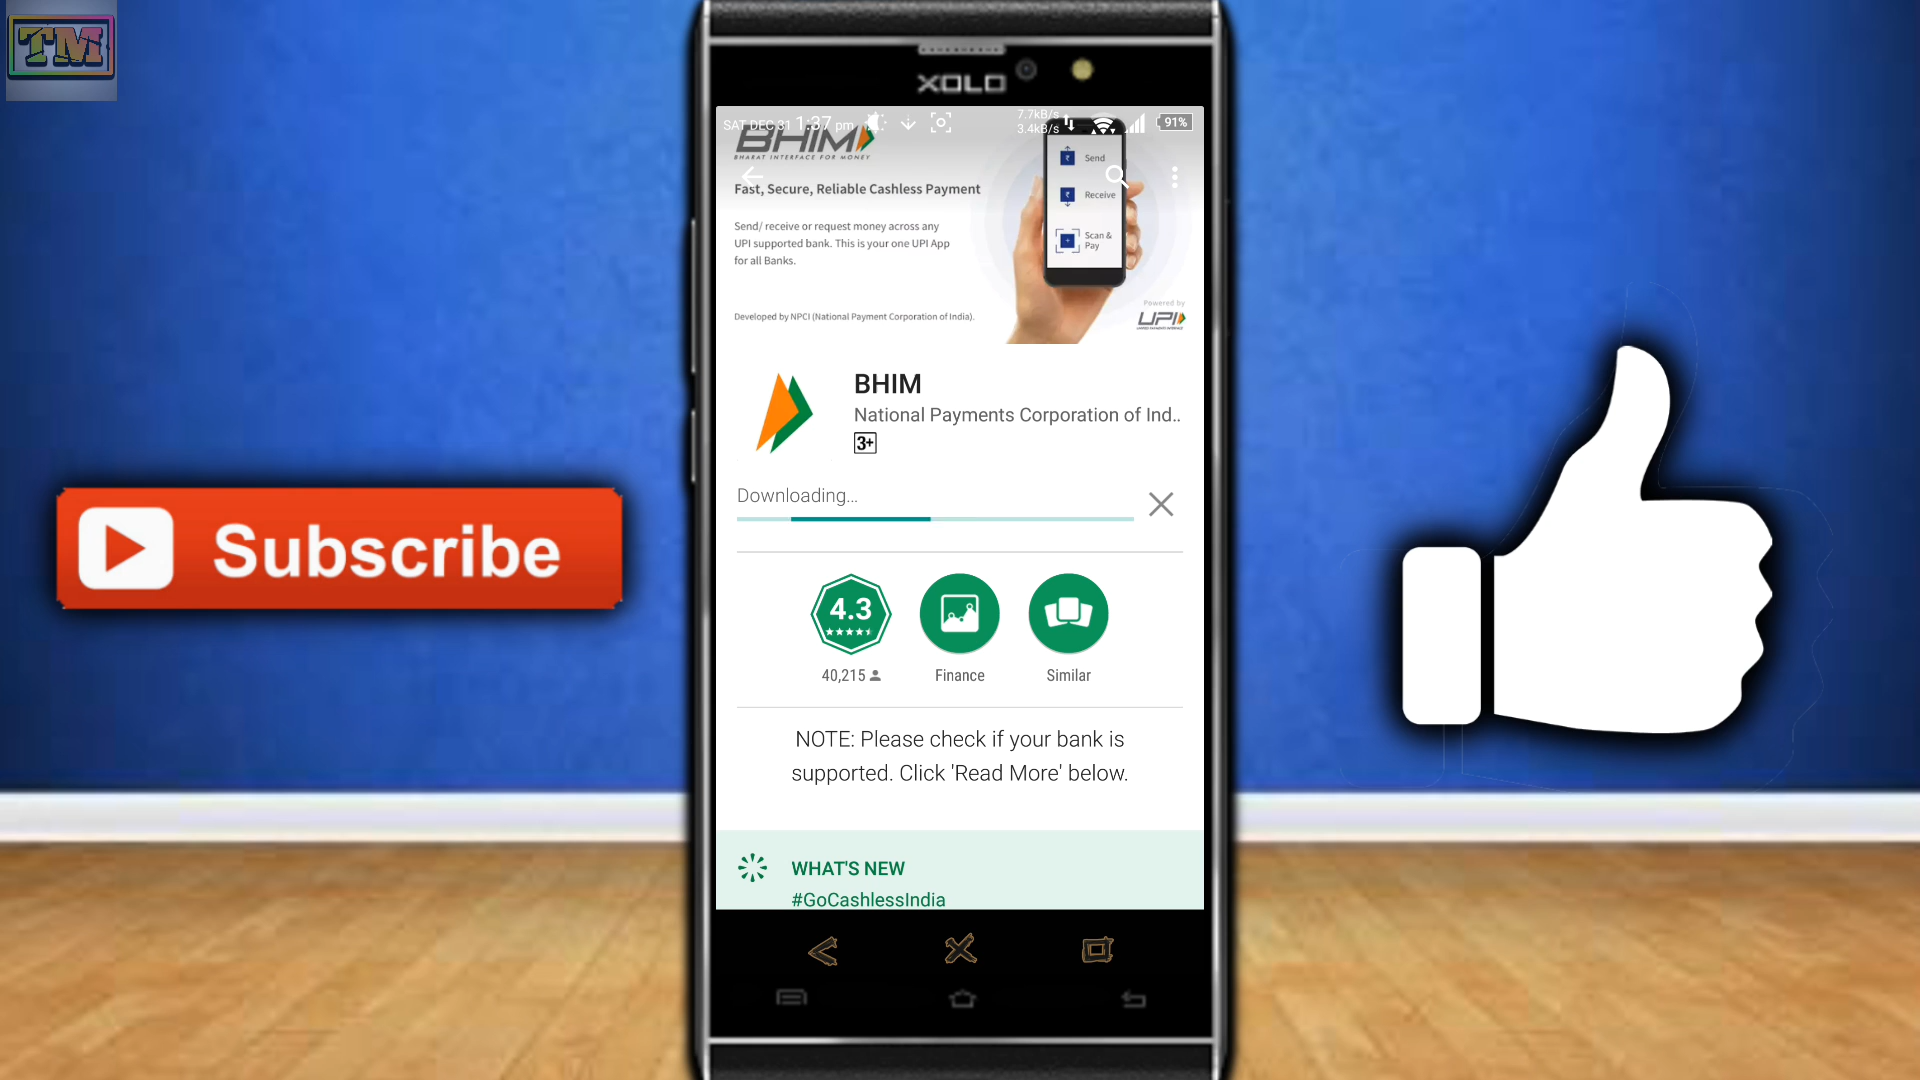 TM
XOLO
SAT DEC 31 1:37 pm
7.7kB/s
3.4kB/s
91%
BHIM
BHARAT INTERFACE FOR MONEY
Fast, Secure, Reliable Cashless Payment
Send/ receive or request money across any
UPI supported bank. This is your one UPI App
for all Banks.
Developed by NPCI (National Payment Corporation of India).
Send
Receive
Scan &
Pay
Powered by
UPI
UNIFIED PAYMENTS INTERFACE
BHIM
National Payments Corporation of Ind..
3+
Downloading...
4.3
40,215
Finance
Similar
NOTE: Please check if your bank is
supported. Click 'Read More' below.
WHAT'S NEW
#GoCashlessIndia
Subscribe